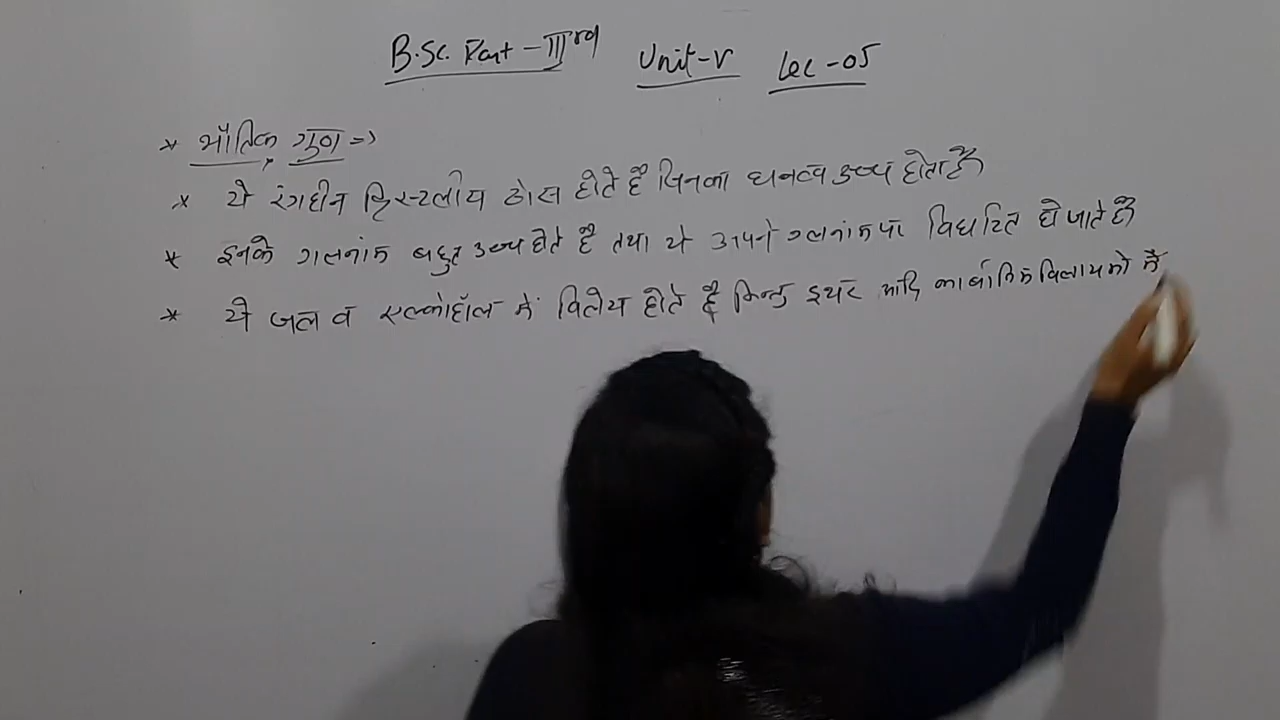 B.Sc. Part-IIIrd Unit-V Lec-05
* भौतिक गुण ⇒
* ये रंगहीन क्रिस्टलीय ठोस होते हैं जिनका घनत्व उच्च होता है
* इनके गलनांक बहुत उच्च होते हैं तथा ये अपने गलनांक पर विघटित हो जाते हैं
* ये जल व एल्कोहॉल में विलेय होते हैं किन्तु इथर आदि कार्बनिक विलायको में